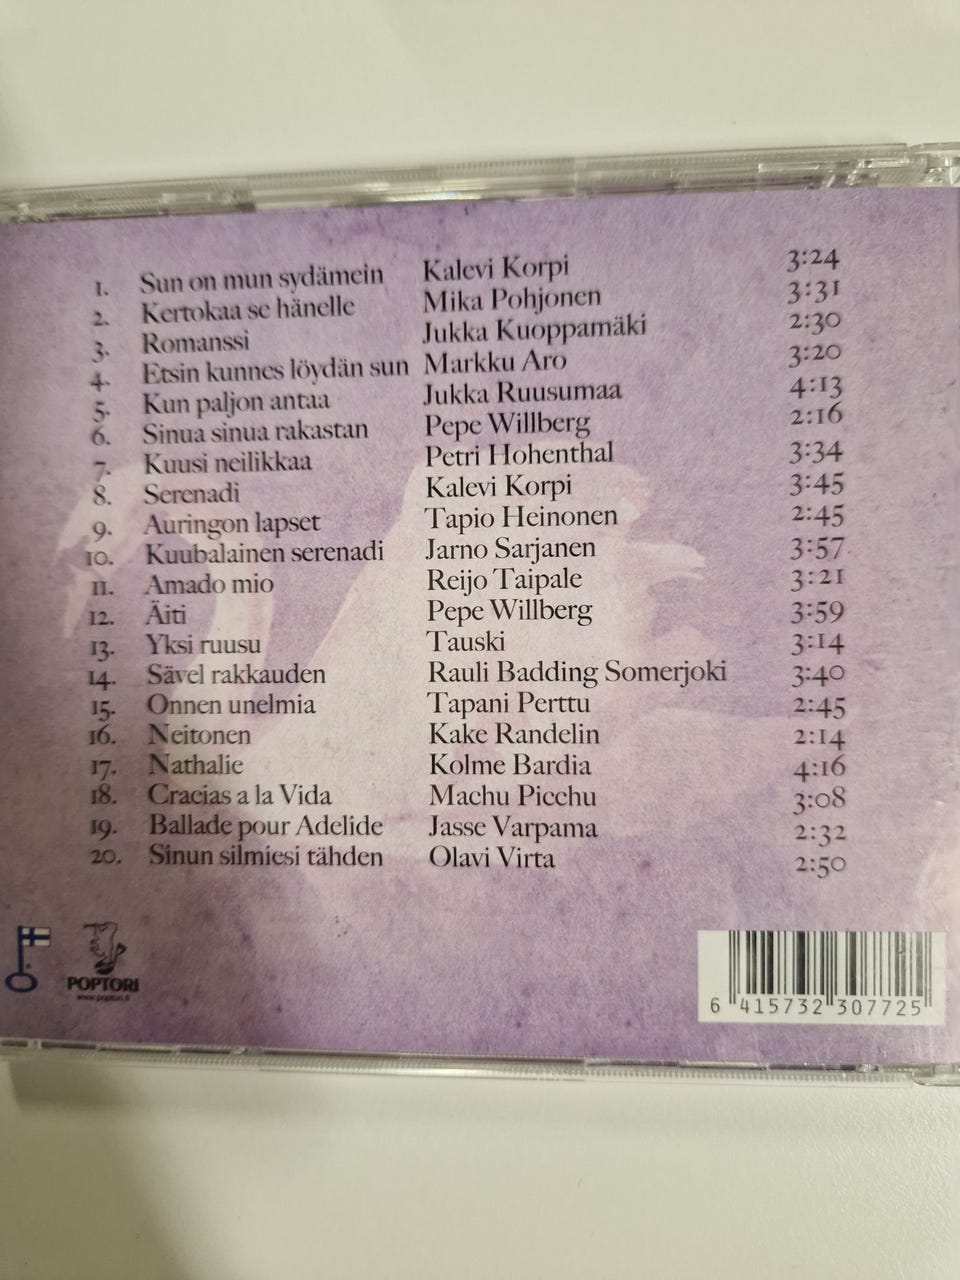 1. Sun on mun sydämein Kalevi Korpi 3:24
2. Kertokaa se hänelle Mika Pohjonen 3:31
3. Romanssi Jukka Kuoppamäki 2:30
4. Etsin kunnes löydän sun Markku Aro 3:20
5. Kun paljon antaa Jukka Ruusumaa 4:13
6. Sinua sinua rakastan Pepe Willberg 2:16
7. Kuusi neilikkaa Petri Hohenthal 3:34
8. Serenadi Kalevi Korpi 3:45
9. Auringon lapset Tapio Heinonen 2:45
10. Kuubalainen serenadi Jarno Sarjanen 3:57
11. Amado mio Reijo Taipale 3:21
12. Äiti Pepe Willberg 3:59
13. Yksi ruusu Tauski 3:14
14. Sävel rakkauden Rauli Badding Somerjoki 3:40
15. Onnen unelmia Tapani Perttu 2:45
16. Neitonen Kake Randelin 2:14
17. Nathalie Kolme Bardia 4:16
18. Gracias a la Vida Machu Picchu 3:08
19. Ballade pour Adelide Jasse Varpama 2:32
20. Sinun silmiesi tähden Olavi Virta 2:50
POPTORI
www.poptori.fi
6 415732 307725